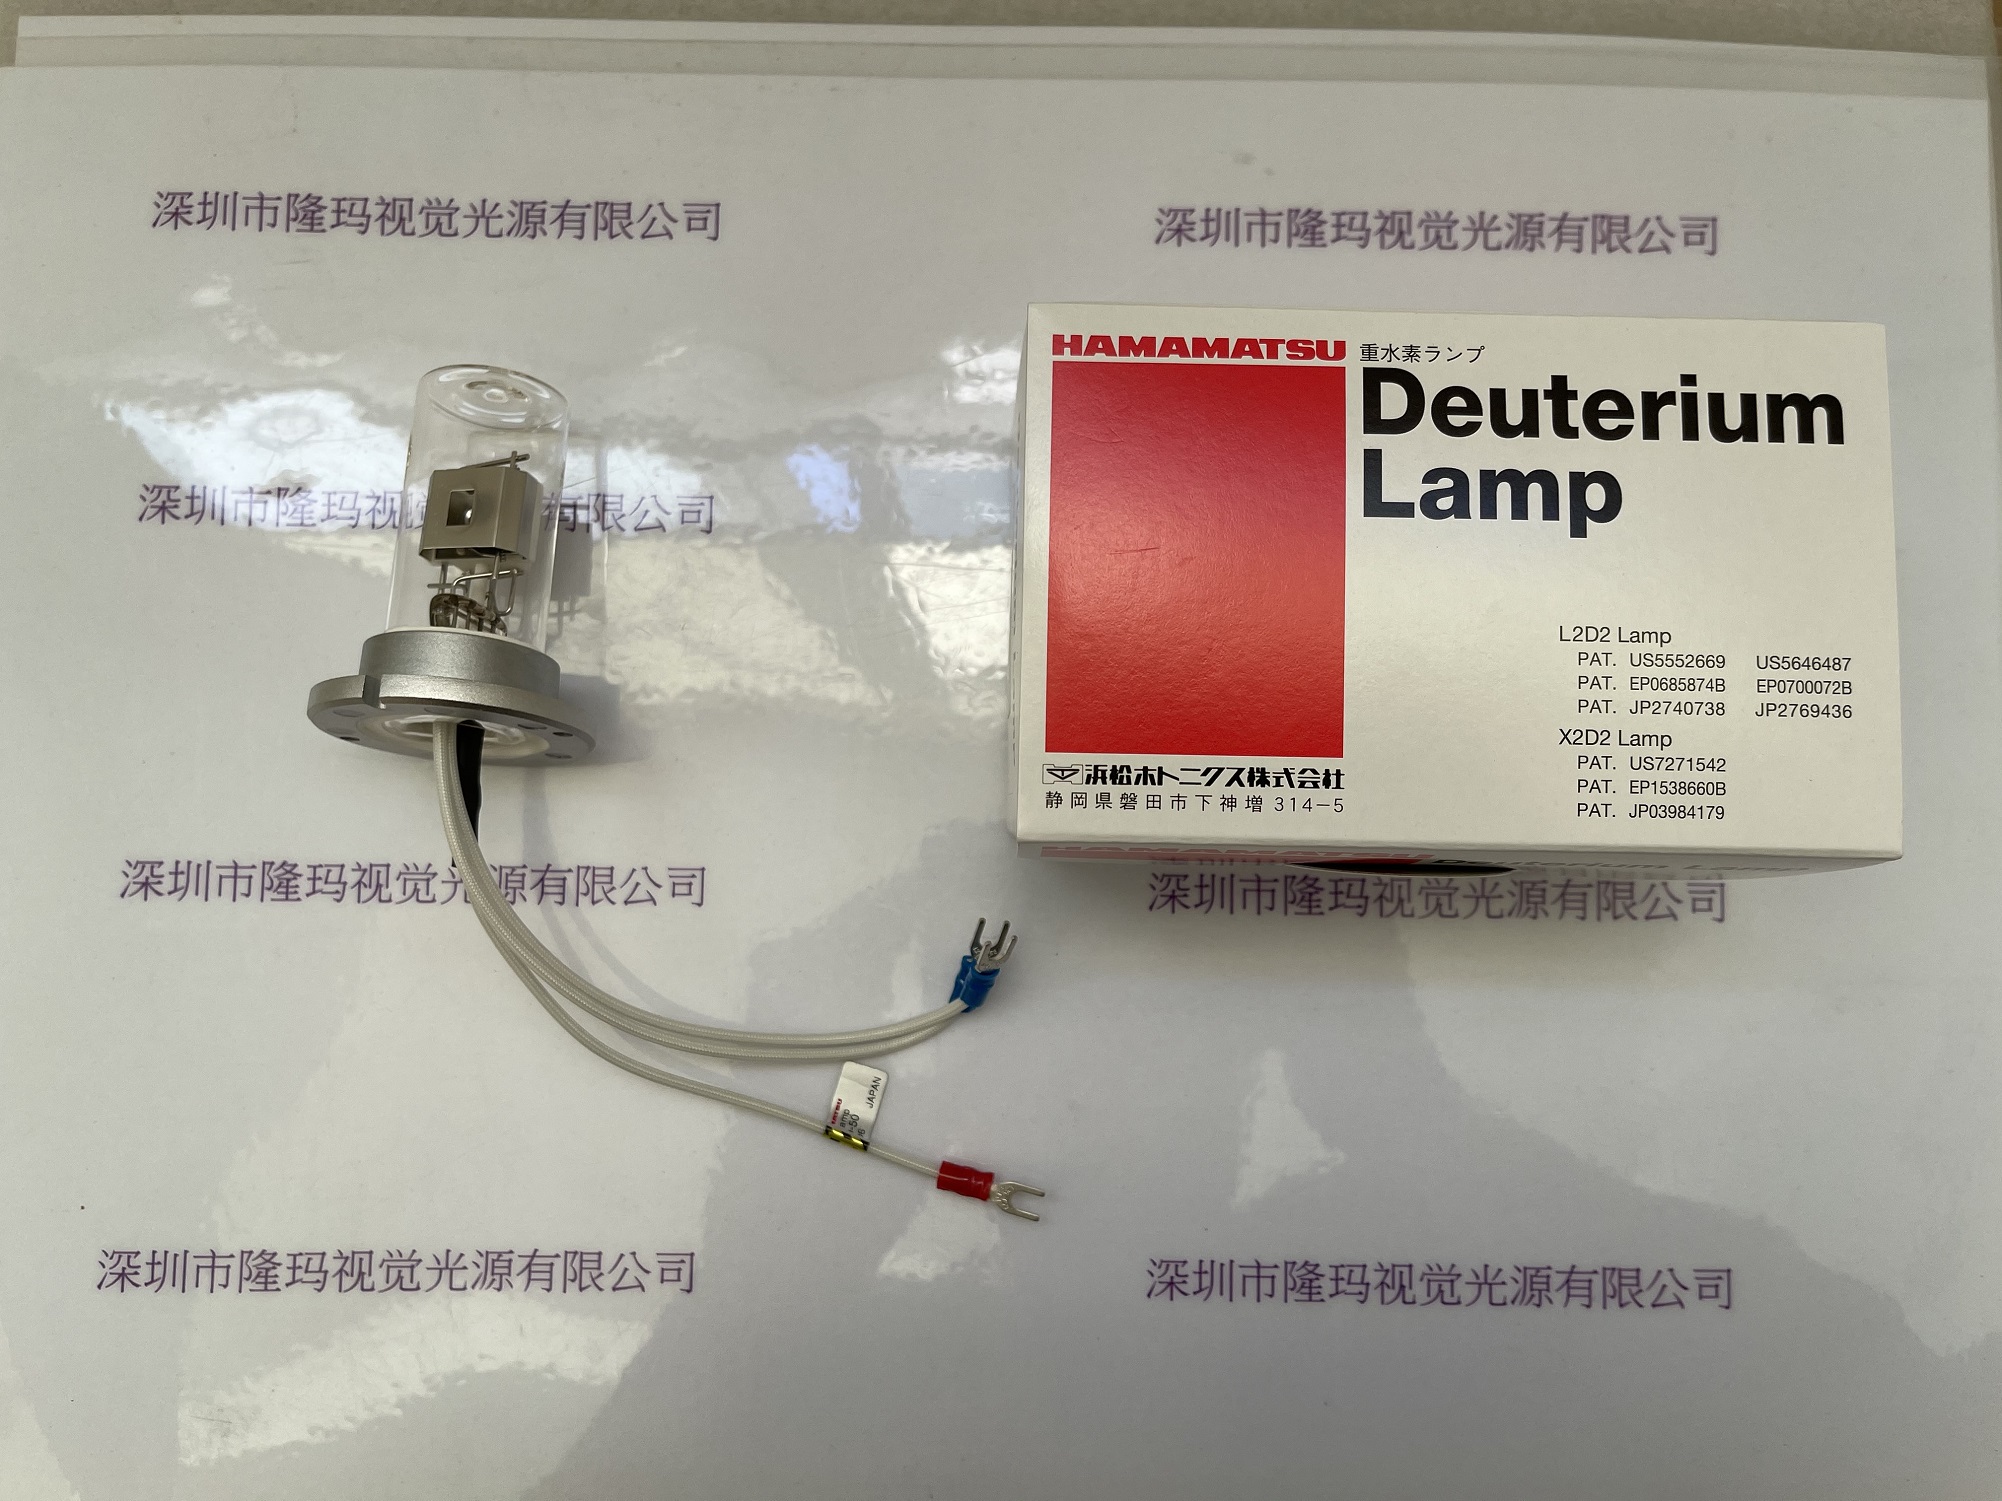 深圳市隆玛视觉光源有限公司
深圳市隆玛视觉光源有限公司
HAMAMATSU 重水素ランプ
Deuterium
Lamp
深圳市隆玛视 有限公司
L2D2 Lamp
PAT. US5552669 US5646487
PAT. EP0685874B EP0700072B
PAT. JP2740738 JP2769436
X2D2 Lamp
PAT. US7271542
PAT. EP1538660B
PAT. JP03984179
浜松ホトニクス株式会社
静岡県磐田市下神増 314-5
深圳市隆玛视觉光源有限公司
深圳市隆玛视觉光源有限公司
JAPAN
深圳市隆玛视觉光源有限公司
深圳市隆玛视觉光源有限公司